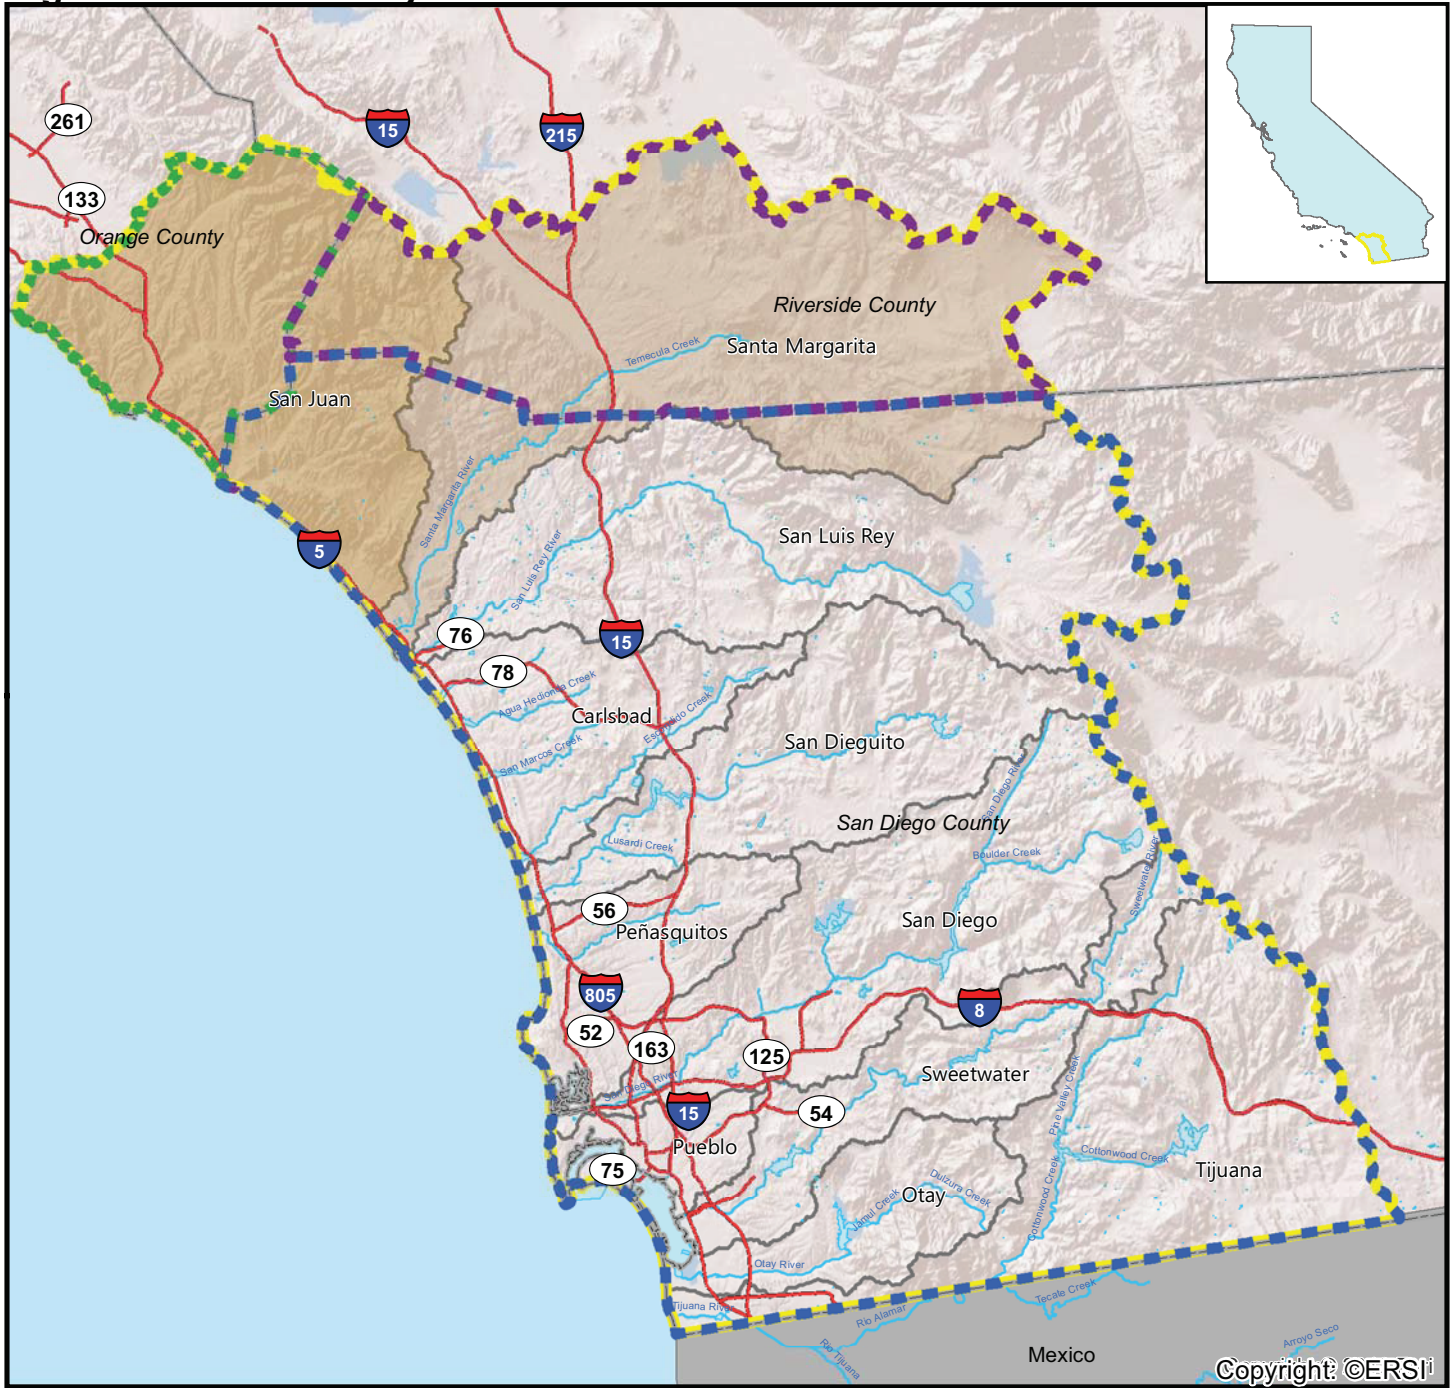 261
15
215
133
Orange County
Riverside County
Santa Margarita
Temecula Creek
San Juan
Santa Margarita River
San Luis Rey
San Luis Rey River
5
76
15
78
Agua Hedionda Creek
Carlsbad
Escondido Creek
San Marcos Creek
San Dieguito
San Diego River
San Diego County
Lusardi Creek
Boulder Creek
Sweetwater River
56
Peñasquitos
San Diego
805
8
52
163
125
Sweetwater
San Diego River
15
54
Pine Valley Creek
Pueblo
Cottonwood Creek
75
Tijuana
Otay
Dulzura Creek
Jamul Creek
Cottonwood Creek
Otay River
Tijuana River
Tecate Creek
Rio Alamar
Rio Tijuana
Arroyo Seco
Mexico
Copyright: ©ERSI